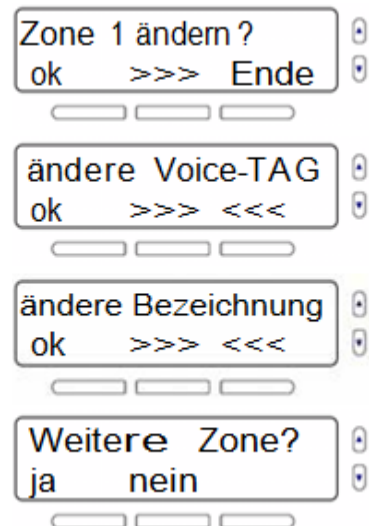 Zone 1 ändern ?
ok >>> Ende
ändere Voice-TAG
ok >>> <<<
ändere Bezeichnung
ok >>> <<<
Weitere Zone?
ja nein